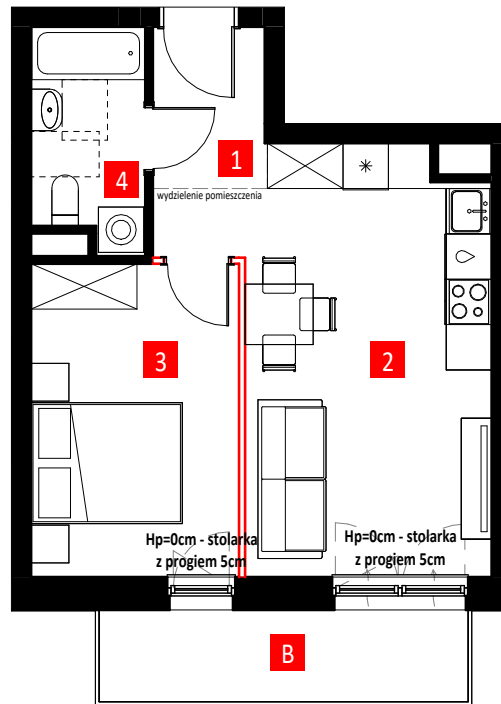 1
4
wydzielenie pomieszczenia
3
2
Hp=0cm - stolarka
z progiem 5cm
Hp=0cm - stolarka
z progiem 5cm
B